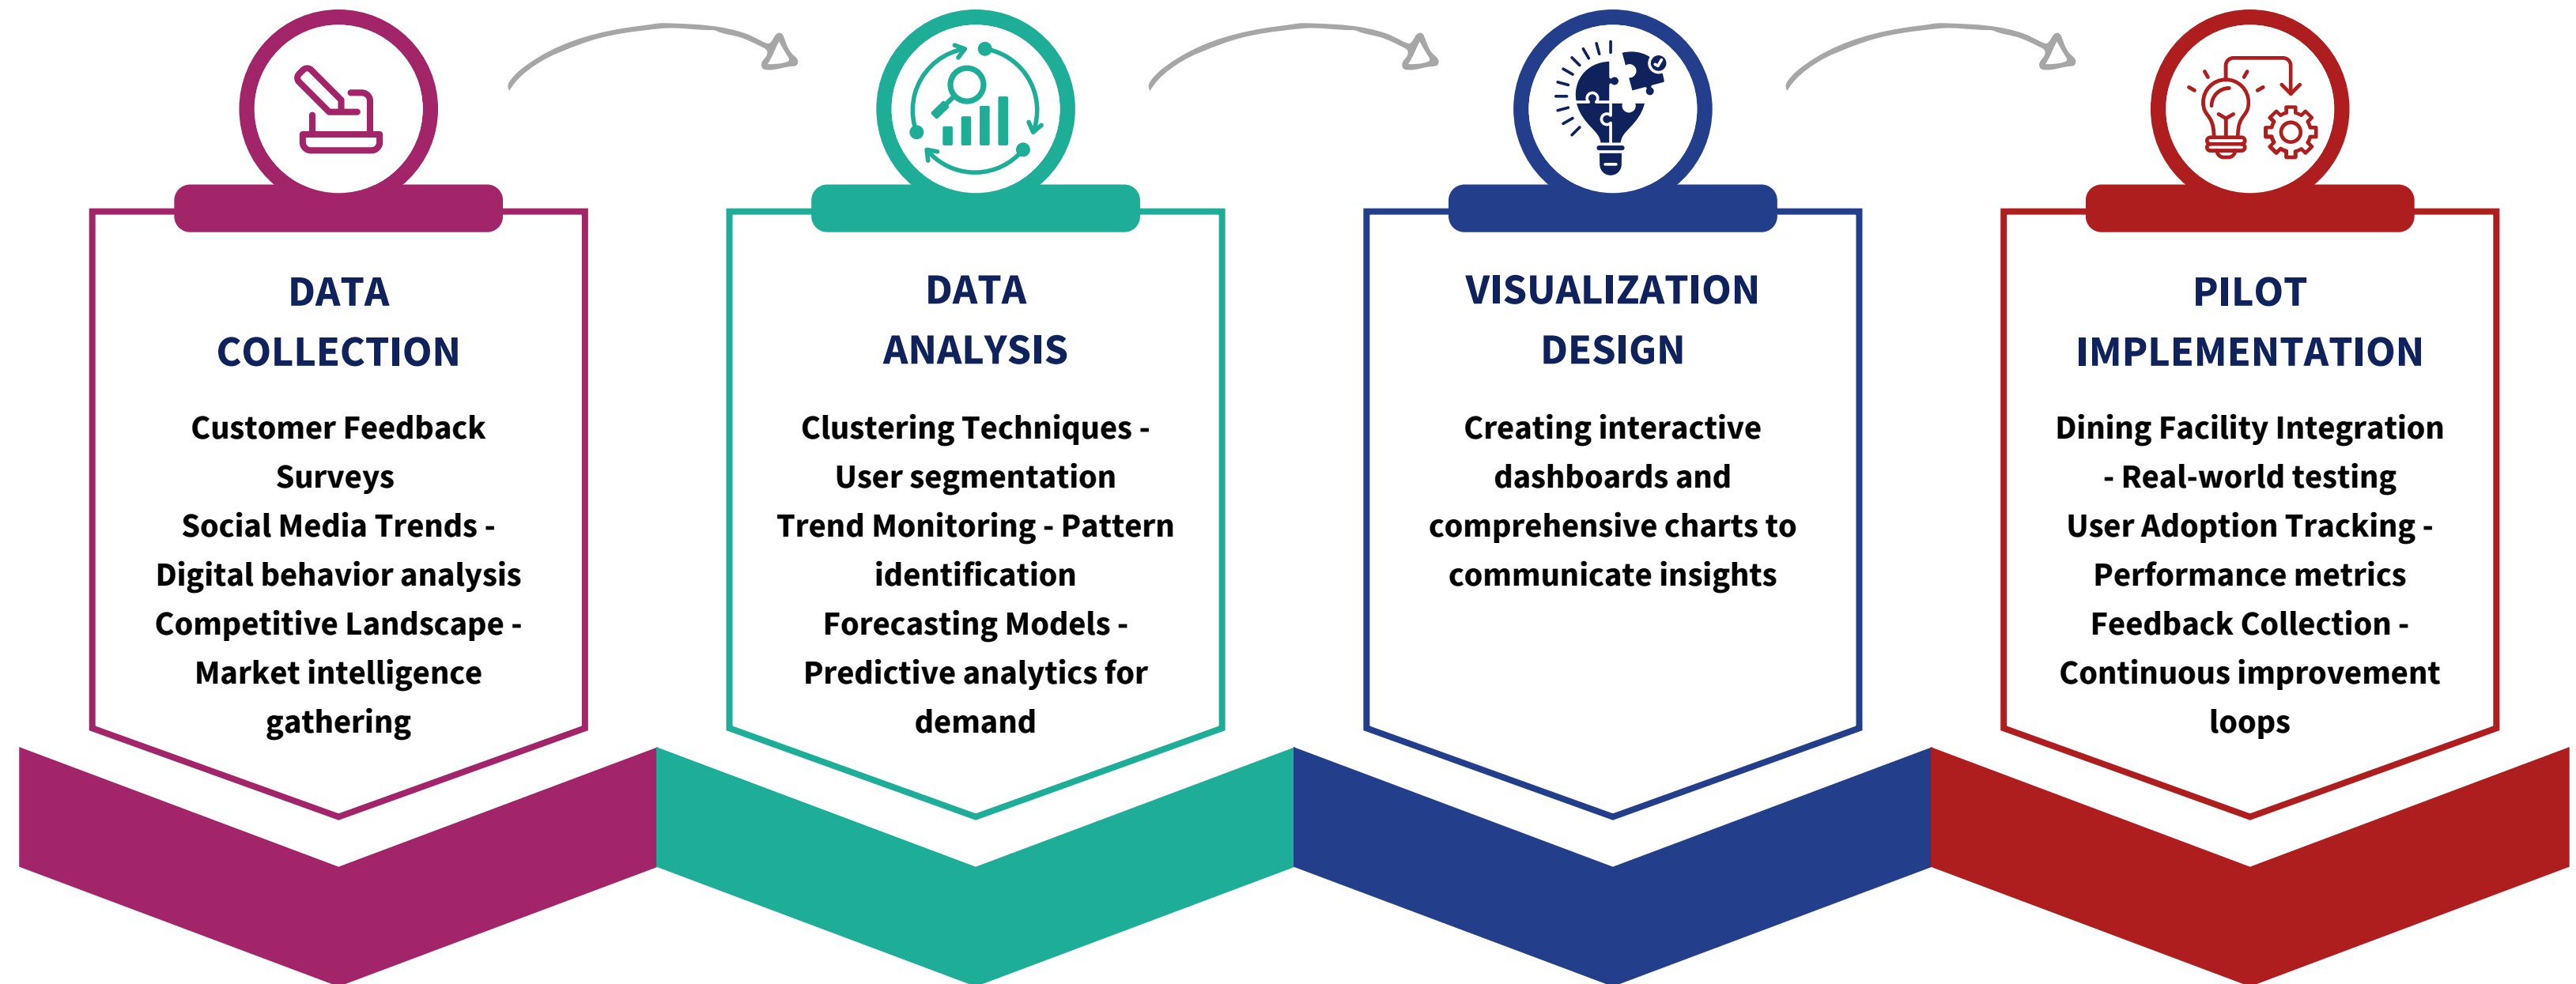 DATA
COLLECTION
Customer Feedback
Surveys
Social Media Trends -
Digital behavior analysis
Competitive Landscape -
Market intelligence
gathering
DATA
ANALYSIS
Clustering Techniques -
User segmentation
Trend Monitoring - Pattern
identification
Forecasting Models -
Predictive analytics for
demand
VISUALIZATION
DESIGN
Creating interactive
dashboards and
comprehensive charts to
communicate insights
PILOT
IMPLEMENTATION
Dining Facility Integration
- Real-world testing
User Adoption Tracking -
Performance metrics
Feedback Collection -
Continuous improvement
loops